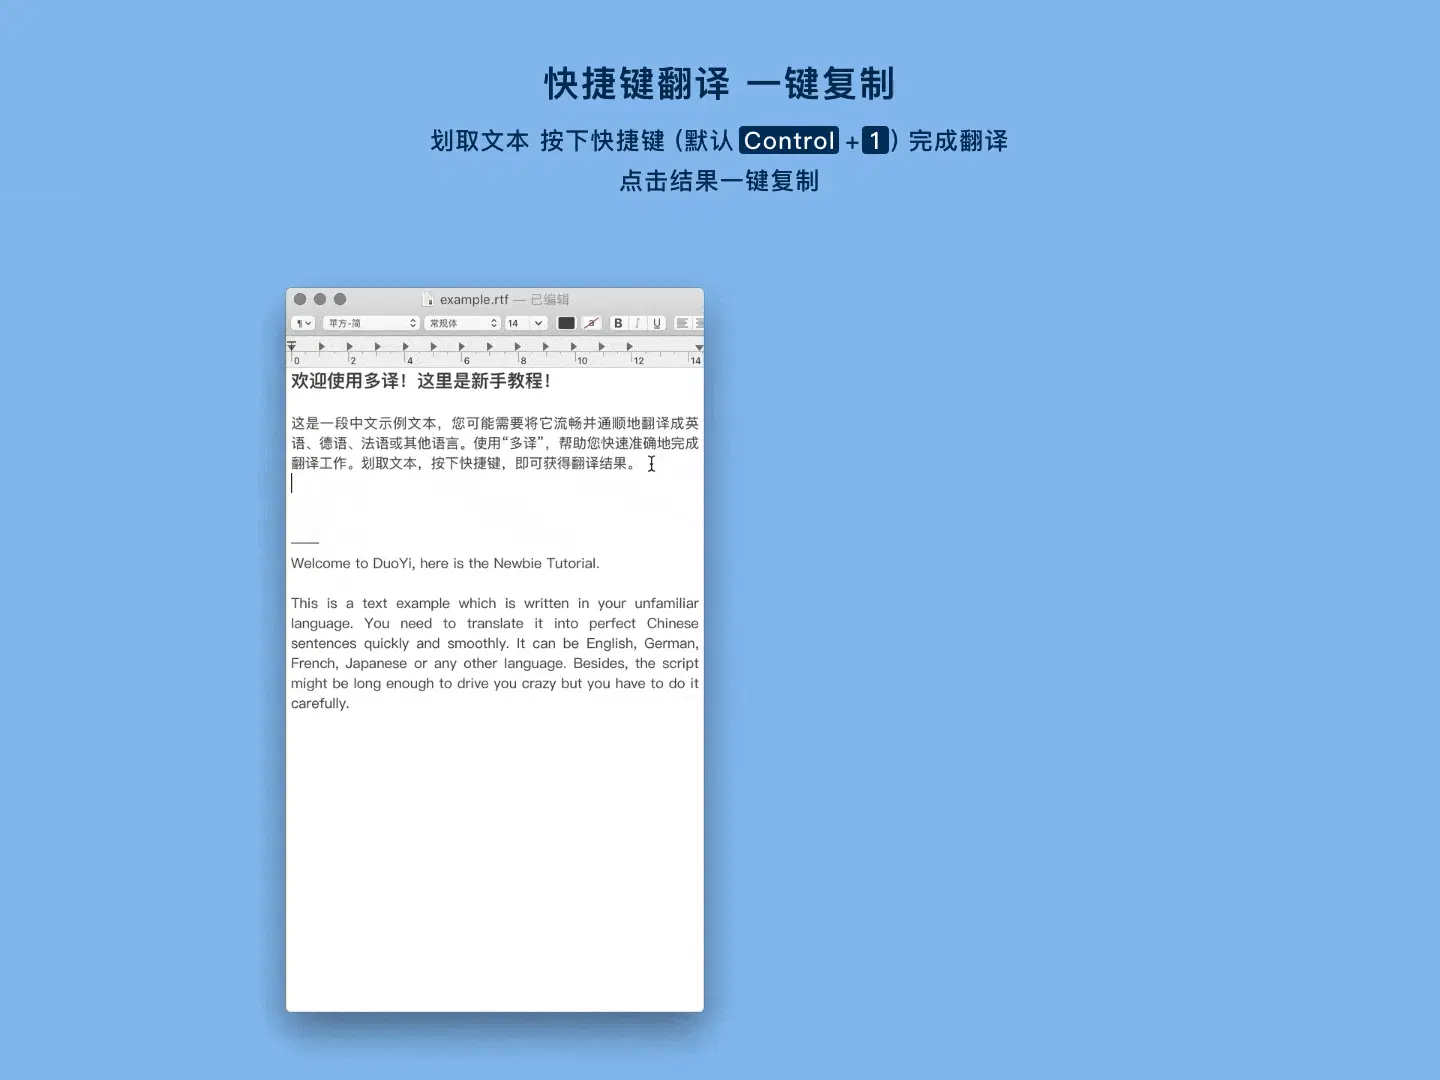 快捷键翻译 一键复制
划取文本 按下快捷键（默认 Control + 1）完成翻译
点击结果一键复制
example.rtf — 已编辑
¶ 苹方-简 常规体 14 a B I U
0 2 4 6 8 10 12 14
欢迎使用多译！这里是新手教程！
这是一段中文示例文本，您可能需要将它流畅并通顺地翻译成英
语、德语、法语或其他语言。使用“多译”，帮助您快速准确地完成
翻译工作。划取文本，按下快捷键，即可获得翻译结果。
Welcome to DuoYi, here is the Newbie Tutorial.
This is a text example which is written in your unfamiliar
language. You need to translate it into perfect Chinese
sentences quickly and smoothly. It can be English, German,
French, Japanese or any other language. Besides, the script
might be long enough to drive you crazy but you have to do it
carefully.